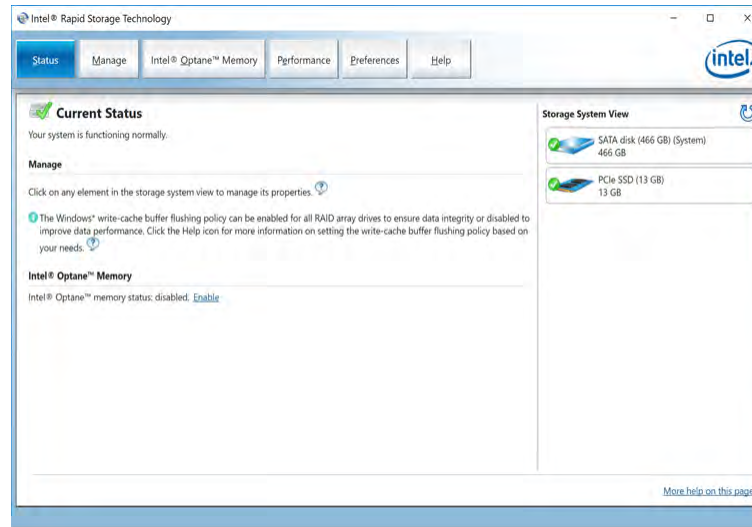 Intel® Rapid Storage Technology
Status
Manage
Intel® Optane™ Memory
Performance
Preferences
Help
intel.
Current Status
Your system is functioning normally.
Manage
Click on any element in the storage system view to manage its properties.
The Windows* write-cache buffer flushing policy can be enabled for all RAID array drives to ensure data integrity or disabled to
improve data performance. Click the Help icon for more information on setting the write-cache buffer flushing policy based on
your needs.
Intel® Optane™ Memory
Intel® Optane™ memory status: disabled. Enable
Storage System View
SATA disk (466 GB) (System)
466 GB
PCIe SSD (13 GB)
13 GB
More help on this page